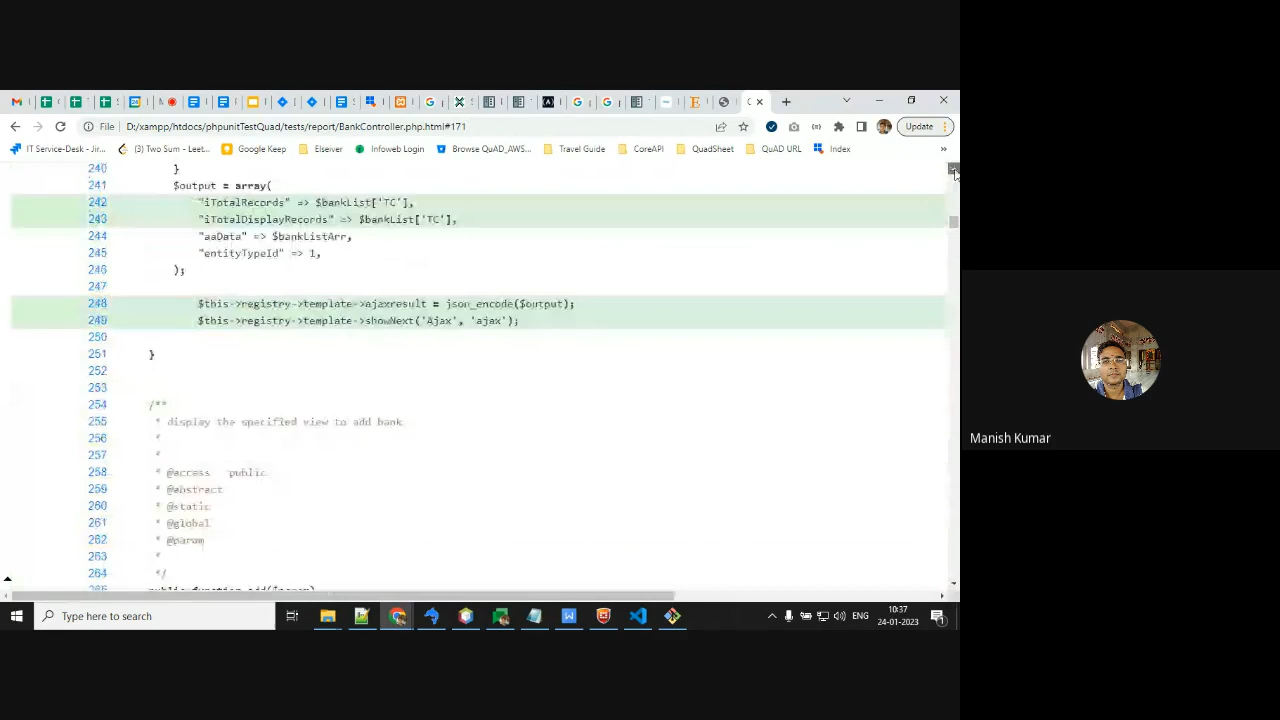 File D:/xampp/htdocs/phpunitTestQuad/tests/report/BankController.php.html#171
Update
IT Service-Desk - Jir... (3) Two Sum - Leet... Google Keep Elseiver Infoweb Login Browse QuAD_AWS... Travel Guide CoreAPI QuadSheet QuAD URL Index »
240 }
241 $output = array(
242 "iTotalRecords" => $bankList['TC'],
243 "iTotalDisplayRecords" => $bankList['TC'],
244 "aaData" => $bankListArr,
245 "entityTypeId" => 1,
246 );
247
248 $this->registry->template->ajaxresult = json_encode($output);
249 $this->registry->template->showNext('Ajax', 'ajax');
250
251 }
252
253
254 /**
255 * display the specified view to add bank
256 *
257 *
258 * @access public
259 * @abstract
260 * @static
261 * @global
262 * @param
263 *
264 */
Manish Kumar
Type here to search
ENG
10:37
24-01-2023